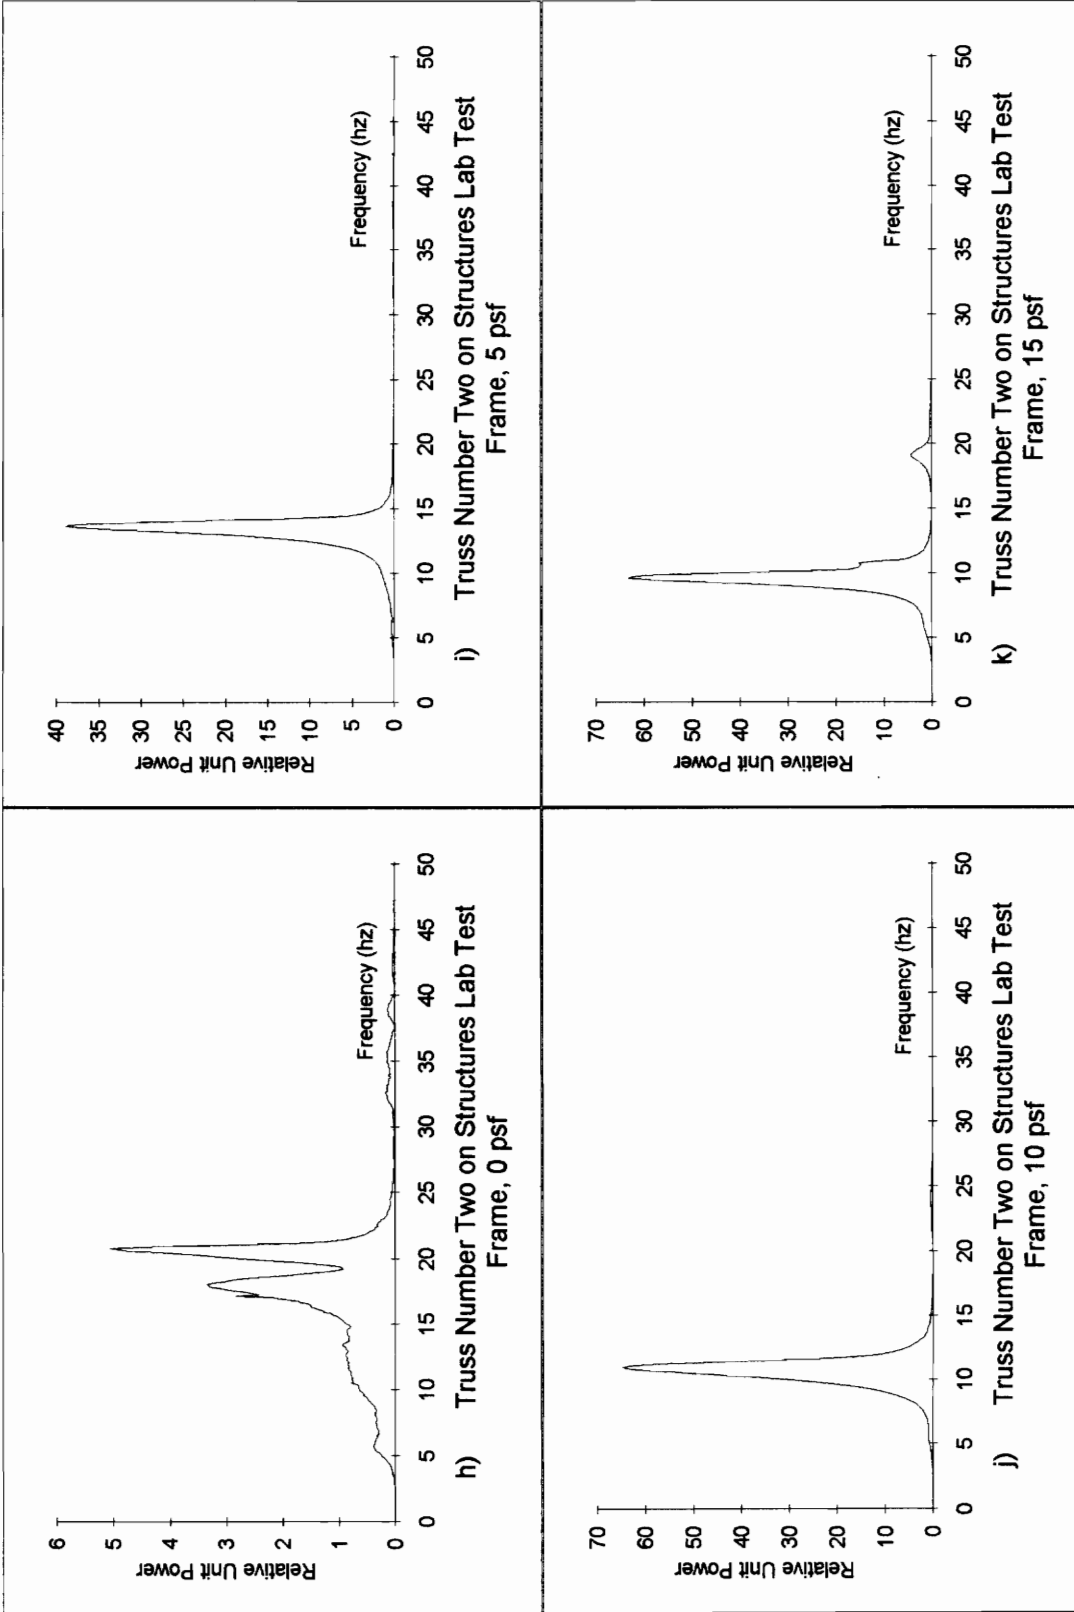 6
5
4
3
2
1
0
Relative Unit Power
0 5 10 15 20 25 30 35 40 45 50
Frequency (hz)
h) Truss Number Two on Structures Lab Test
Frame, 0 psf
40
35
30
25
20
15
10
5
0
Relative Unit Power
0 5 10 15 20 25 30 35 40 45 50
Frequency (hz)
i) Truss Number Two on Structures Lab Test
Frame, 5 psf
70
60
50
40
30
20
10
0
Relative Unit Power
0 5 10 15 20 25 30 35 40 45 50
Frequency (hz)
j) Truss Number Two on Structures Lab Test
Frame, 10 psf
70
60
50
40
30
20
10
0
Relative Unit Power
0 5 10 15 20 25 30 35 40 45 50
Frequency (hz)
k) Truss Number Two on Structures Lab Test
Frame, 15 psf